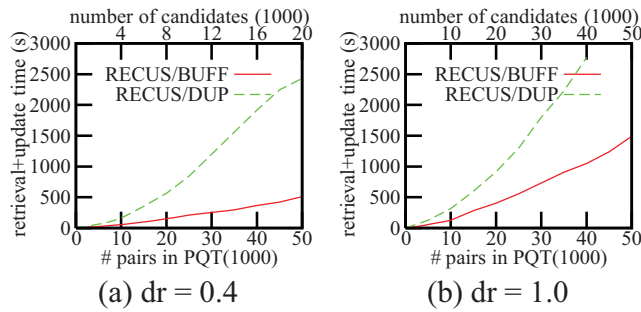 number of candidates (1000)
4 8 12 16 20
3000
2500
2000
1500
1000
500
0
retrieval+update time (s)
RECUS/BUFF
RECUS/DUP
0 10 20 30 40 50
# pairs in PQT(1000)
(a) dr = 0.4
number of candidates (1000)
10 20 30 40 50
3000
2500
2000
1500
1000
500
0
retrieval+update time (s)
RECUS/BUFF
RECUS/DUP
0 10 20 30 40 50
# pairs in PQT(1000)
(b) dr = 1.0